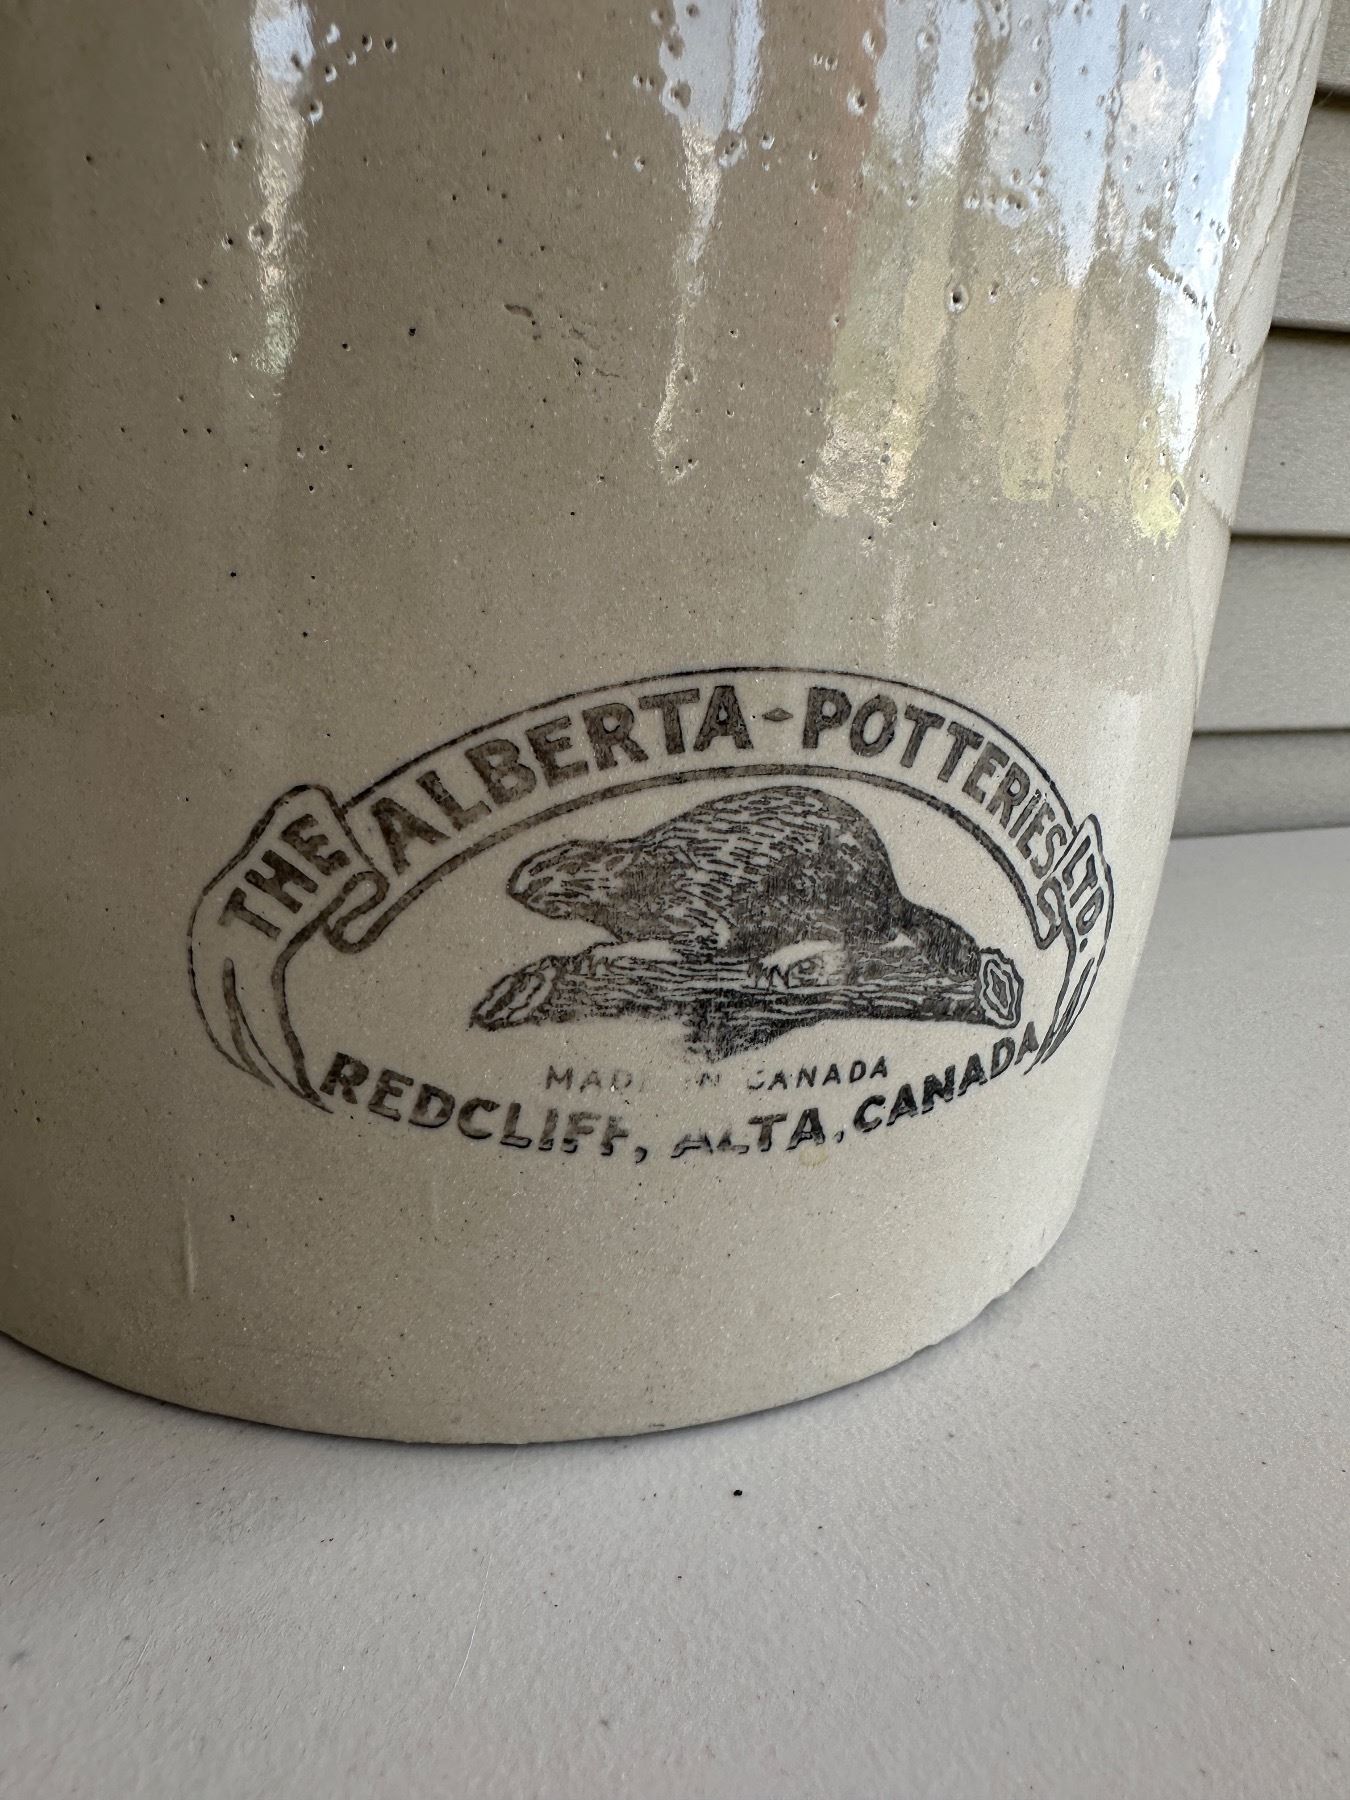 THE ALBERTA-POTTERIES LTD.
MADE IN CANADA
REDCLIFF, ALTA, CANADA